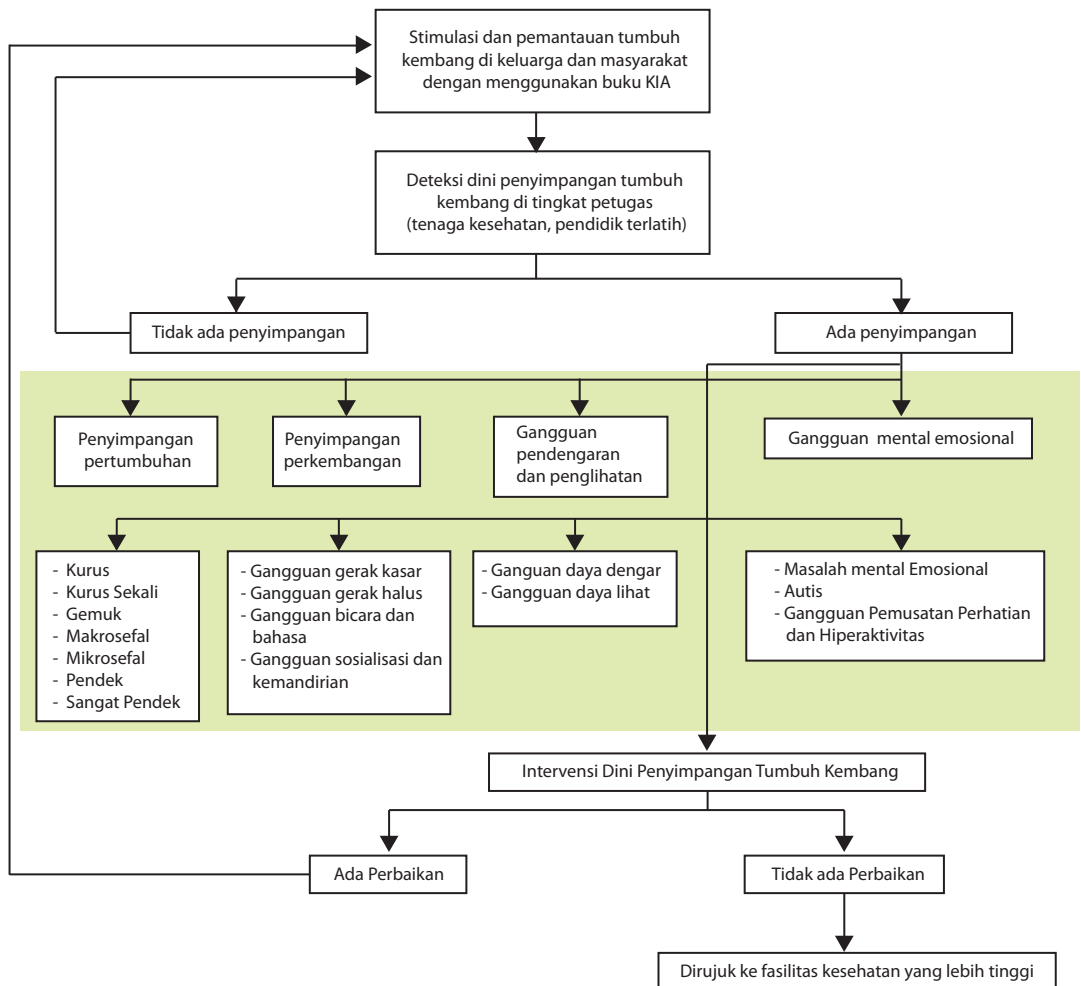 Stimulasi dan pemantauan tumbuh
kembang di keluarga dan masyarakat
dengan menggunakan buku KIA
Deteksi dini penyimpangan tumbuh
kembang di tingkat petugas
(tenaga kesehatan, pendidik terlatih)
Tidak ada penyimpangan
Ada penyimpangan
Penyimpangan
pertumbuhan
Penyimpangan
perkembangan
Gangguan
pendengaran
dan penglihatan
Gangguan mental emosional
- Kurus
- Kurus Sekali
- Gemuk
- Makrosefal
- Mikrosefal
- Pendek
- Sangat Pendek
- Gangguan gerak kasar
- Gangguan gerak halus
- Gangguan bicara dan
bahasa
- Gangguan sosialisasi dan
kemandirian
- Ganguan daya dengar
- Gangguan daya lihat
- Masalah mental Emosional
- Autis
- Gangguan Pemusatan Perhatian
dan Hiperaktivitas
Intervensi Dini Penyimpangan Tumbuh Kembang
Ada Perbaikan
Tidak ada Perbaikan
Dirujuk ke fasilitas kesehatan yang lebih tinggi